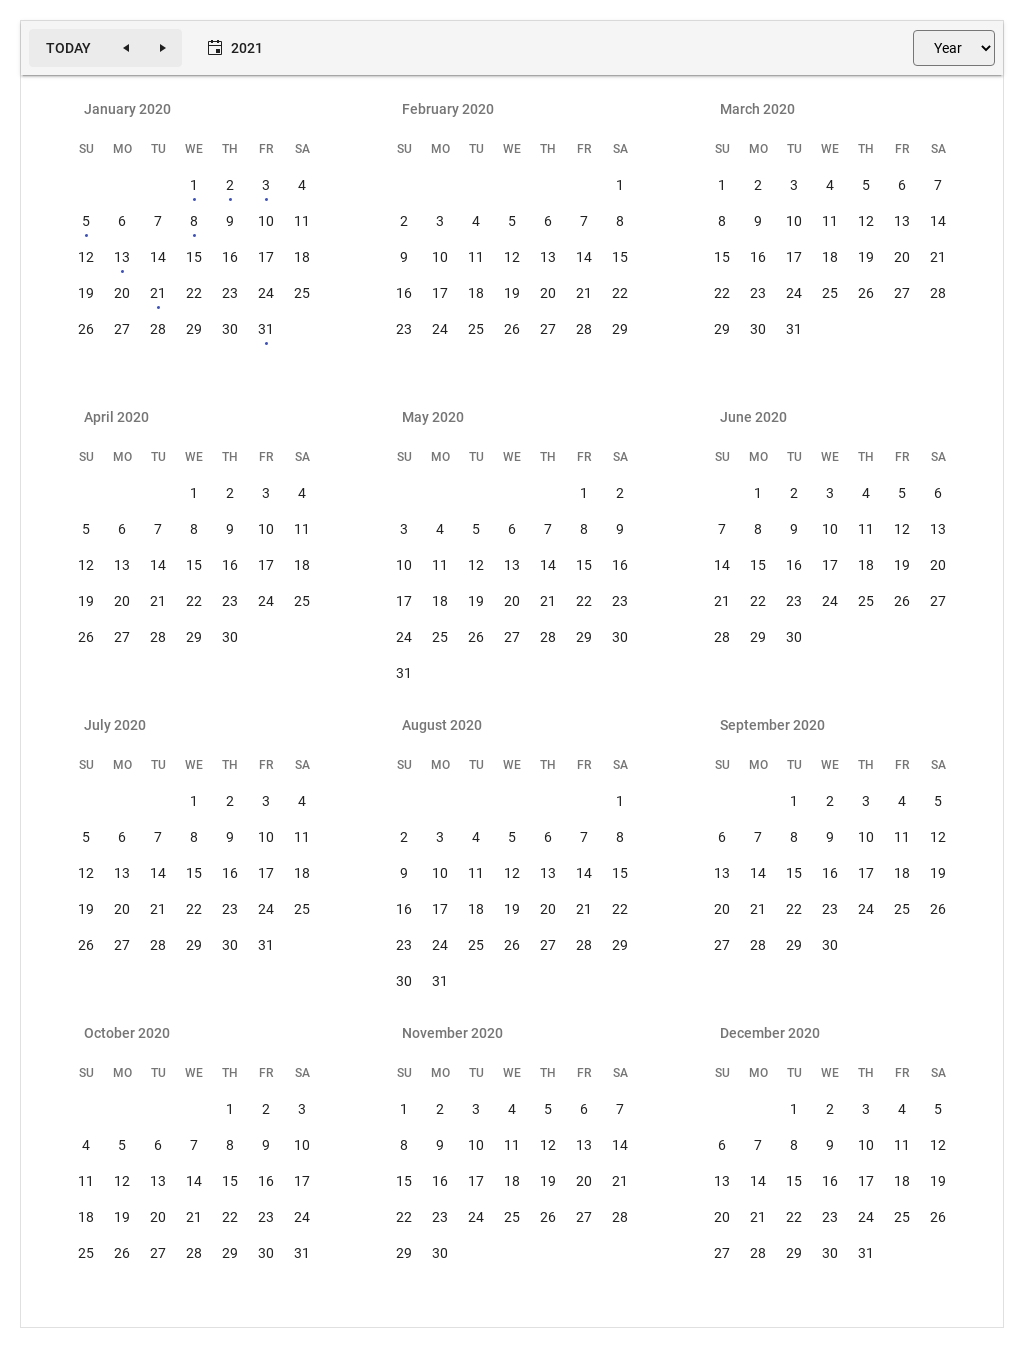 TODAY 2021 Year
January 2020 February 2020 March 2020
SU MO TU WE TH FR SA SU MO TU WE TH FR SA SU MO TU WE TH FR SA
1 2 3 4 1 1 2 3 4 5 6 7
5 6 7 8 9 10 11 2 3 4 5 6 7 8 8 9 10 11 12 13 14
12 13 14 15 16 17 18 9 10 11 12 13 14 15 15 16 17 18 19 20 21
19 20 21 22 23 24 25 16 17 18 19 20 21 22 22 23 24 25 26 27 28
26 27 28 29 30 31 23 24 25 26 27 28 29 29 30 31
April 2020 May 2020 June 2020
SU MO TU WE TH FR SA SU MO TU WE TH FR SA SU MO TU WE TH FR SA
1 2 3 4 1 2 1 2 3 4 5 6
5 6 7 8 9 10 11 3 4 5 6 7 8 9 7 8 9 10 11 12 13
12 13 14 15 16 17 18 10 11 12 13 14 15 16 14 15 16 17 18 19 20
19 20 21 22 23 24 25 17 18 19 20 21 22 23 21 22 23 24 25 26 27
26 27 28 29 30 24 25 26 27 28 29 30 28 29 30
31
July 2020 August 2020 September 2020
SU MO TU WE TH FR SA SU MO TU WE TH FR SA SU MO TU WE TH FR SA
1 2 3 4 1 1 2 3 4 5
5 6 7 8 9 10 11 2 3 4 5 6 7 8 6 7 8 9 10 11 12
12 13 14 15 16 17 18 9 10 11 12 13 14 15 13 14 15 16 17 18 19
19 20 21 22 23 24 25 16 17 18 19 20 21 22 20 21 22 23 24 25 26
26 27 28 29 30 31 23 24 25 26 27 28 29 27 28 29 30
30 31
October 2020 November 2020 December 2020
SU MO TU WE TH FR SA SU MO TU WE TH FR SA SU MO TU WE TH FR SA
1 2 3 1 2 3 4 5 6 7 1 2 3 4 5
4 5 6 7 8 9 10 8 9 10 11 12 13 14 6 7 8 9 10 11 12
11 12 13 14 15 16 17 15 16 17 18 19 20 21 13 14 15 16 17 18 19
18 19 20 21 22 23 24 22 23 24 25 26 27 28 20 21 22 23 24 25 26
25 26 27 28 29 30 31 29 30 27 28 29 30 31